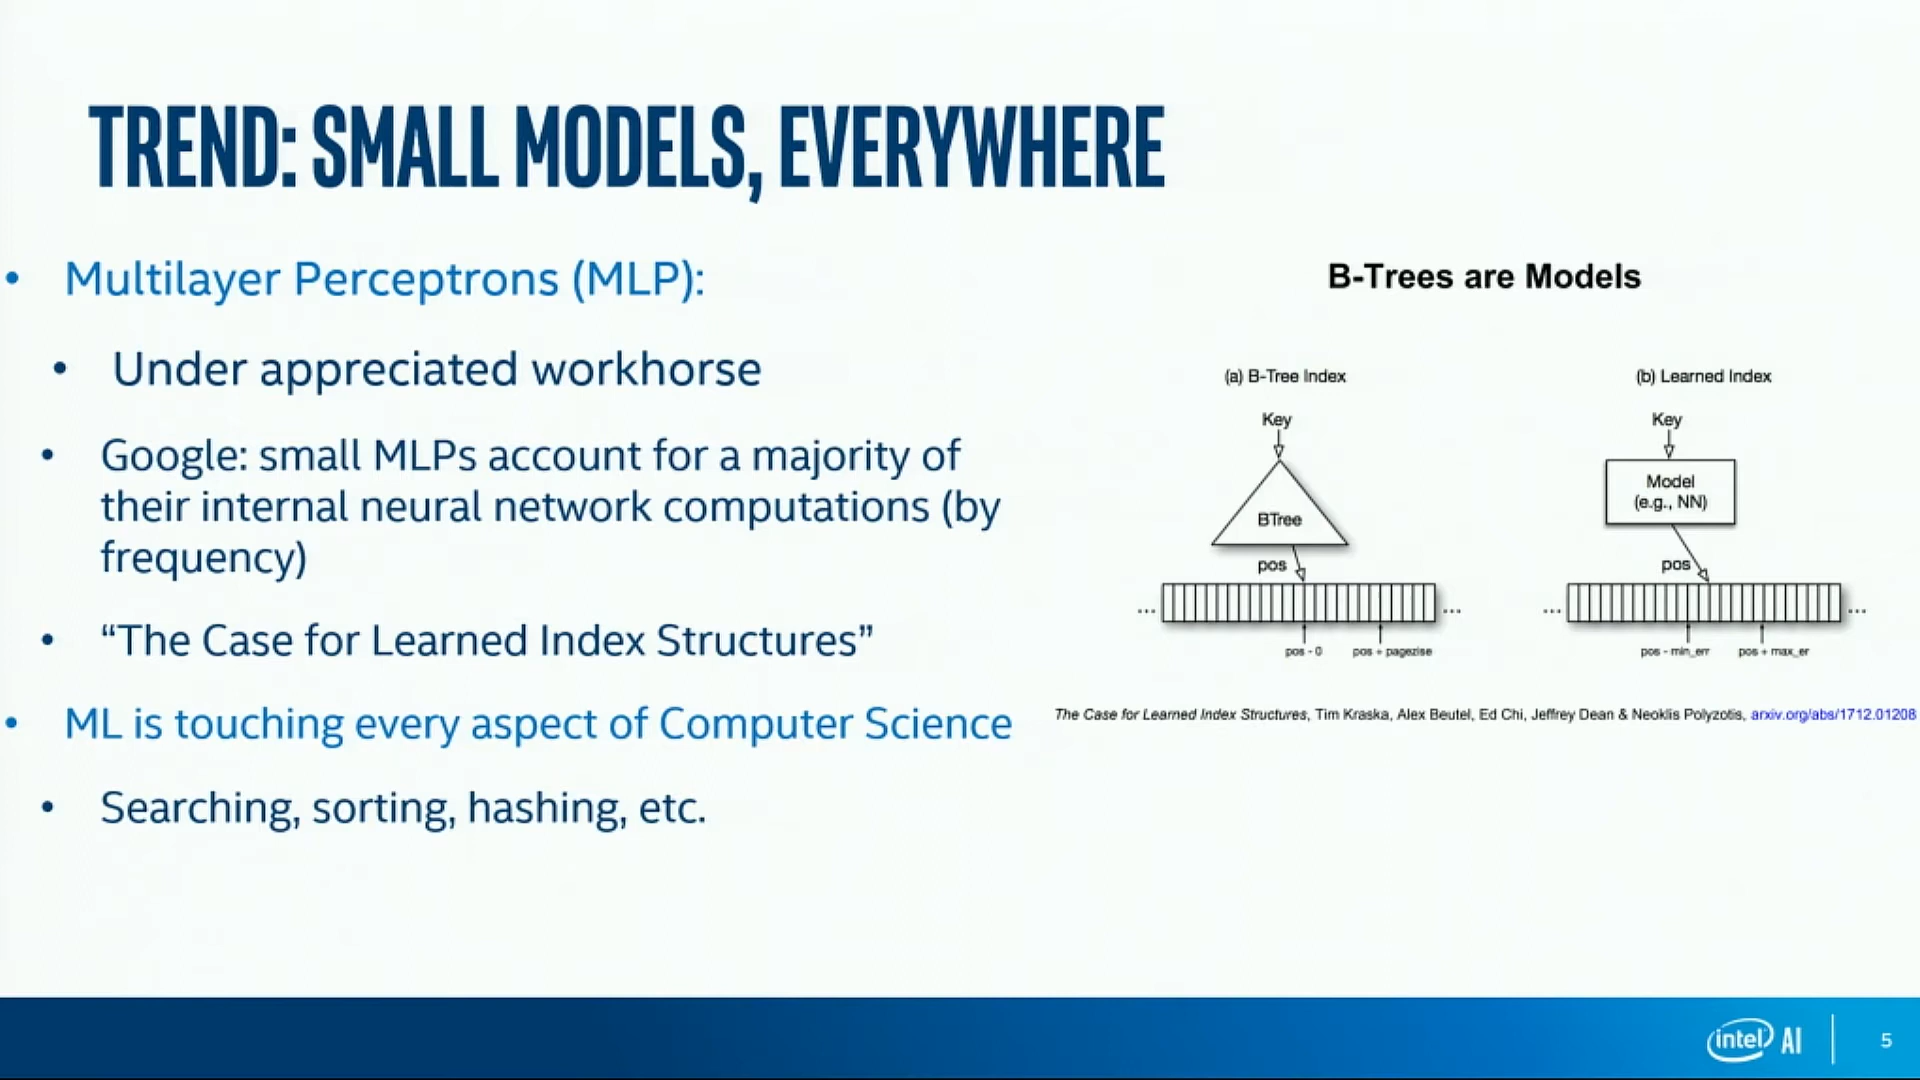 TREND: SMALL MODELS, EVERYWHERE
• Multilayer Perceptrons (MLP):
• Under appreciated workhorse
• Google: small MLPs account for a majority of
their internal neural network computations (by
frequency)
• “The Case for Learned Index Structures”
• ML is touching every aspect of Computer Science
• Searching, sorting, hashing, etc.
B-Trees are Models
(a) B-Tree Index
Key
BTree
pos
... ...
pos - 0 pos + pagezise
(b) Learned Index
Key
Model
(e.g., NN)
pos
... ...
pos - min_err pos + max_er
The Case for Learned Index Structures, Tim Kraska, Alex Beutel, Ed Chi, Jeffrey Dean & Neoklis Polyzotis, arxiv.org/abs/1712.01208
intel AI 5